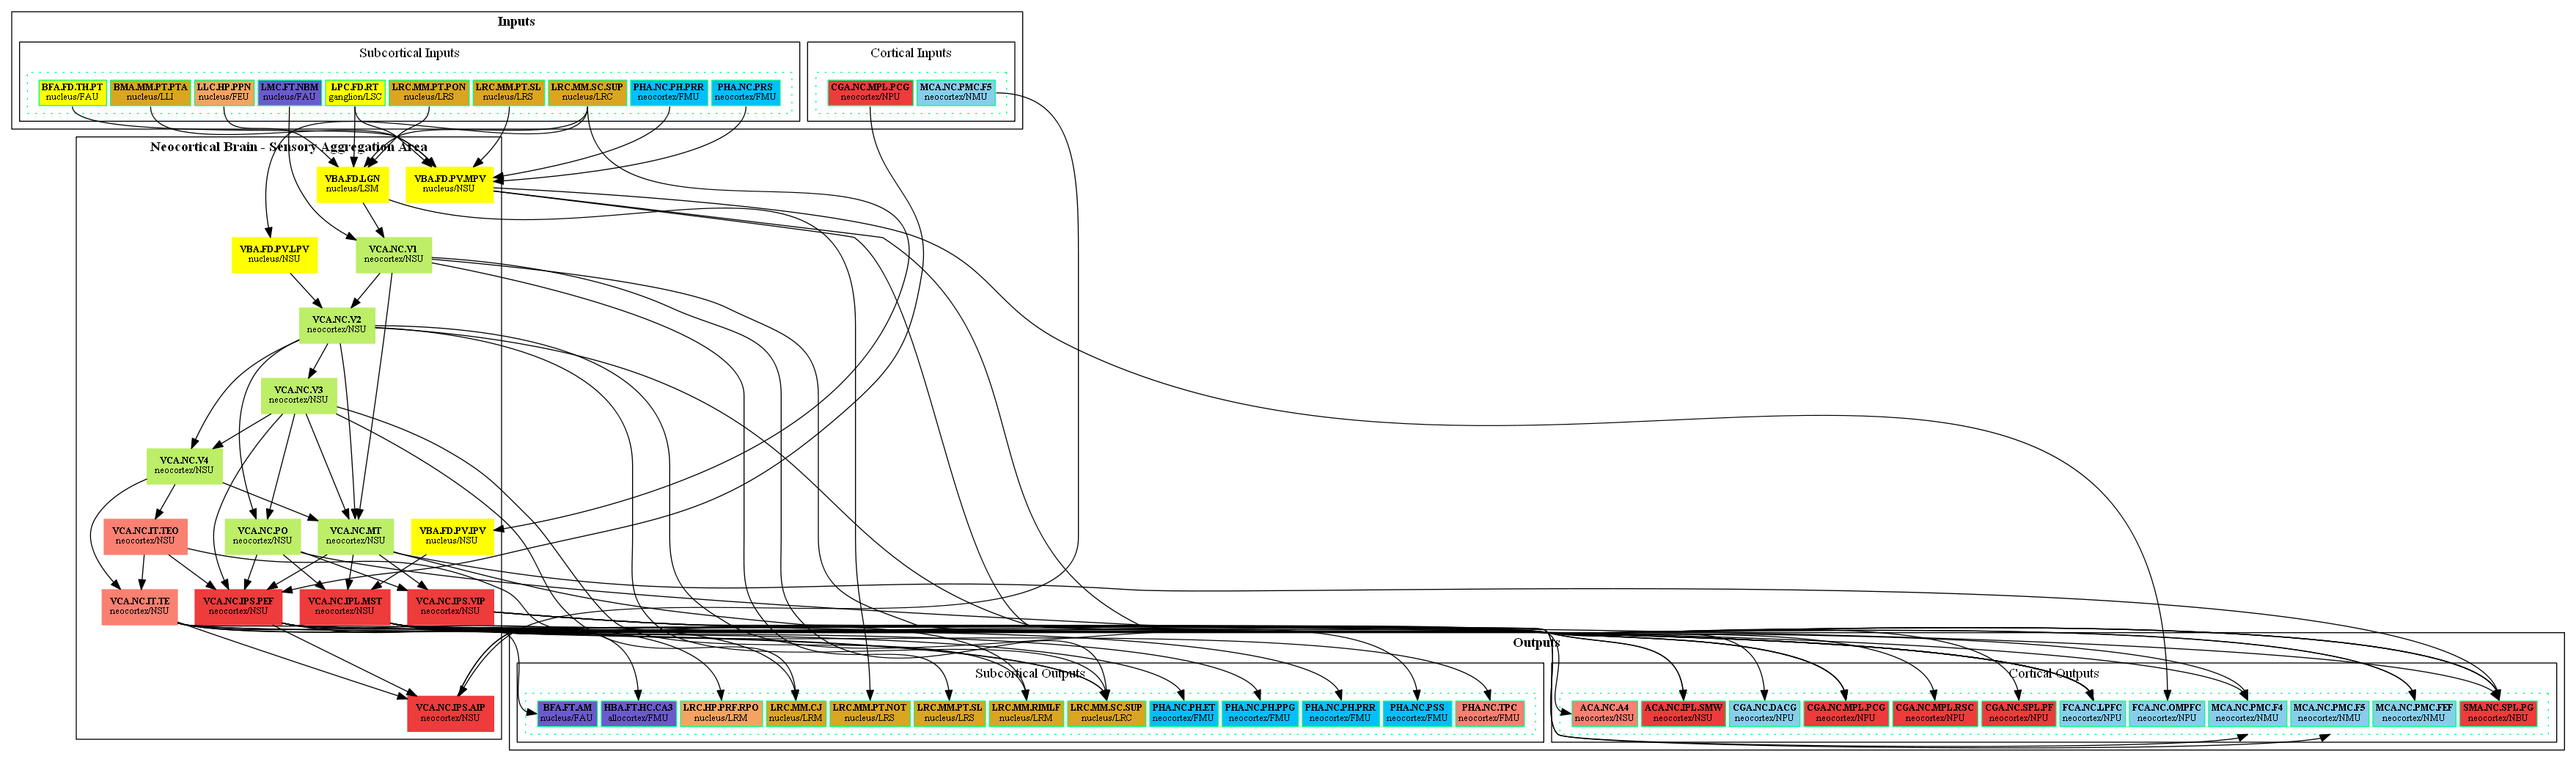 Inputs
Subcortical Inputs
Cortical Inputs
BFA.FD.TH.PT
nucleus/FAU
BMA.MM.PT.PTA
nucleus/LLI
LLC.HP.PPN
nucleus/FEU
LMC.FT.NBM
nucleus/FAU
LPC.FD.RT
ganglion/LSC
LRC.MM.PT.PON
nucleus/LRS
LRC.MM.PT.SL
nucleus/LRS
LRC.MM.SC.SUP
nucleus/LRC
PHA.NC.PH.PRR
neocortex/FMU
PHA.NC.PRS
neocortex/FMU
CGA.NC.MPL.PCG
neocortex/NPU
MCA.NC.PMC.F5
neocortex/NMU
Neocortical Brain - Sensory Aggregation Area
VBA.FD.LGN
nucleus/LSM
VBA.FD.PV.MPV
nucleus/NSU
VBA.FD.PV.LPV
nucleus/NSU
VCA.NC.V1
neocortex/NSU
VCA.NC.V2
neocortex/NSU
VCA.NC.V3
neocortex/NSU
VCA.NC.V4
neocortex/NSU
VCA.NC.IT.TEO
neocortex/NSU
VCA.NC.PO
neocortex/NSU
VCA.NC.MT
neocortex/NSU
VBA.FD.PV.IPV
nucleus/NSU
VCA.NC.IT.TE
neocortex/NSU
VCA.NC.IPS.PEF
neocortex/NSU
VCA.NC.IPL.MST
neocortex/NSU
VCA.NC.IPS.VIP
neocortex/NSU
VCA.NC.IPS.AIP
neocortex/NSU
Outputs
Subcortical Outputs
Cortical Outputs
BFA.FT.AM
nucleus/FAU
HBA.FT.HC.CA3
allocortex/FMU
LRC.HP.PRF.RPO
nucleus/LRM
LRC.MM.CJ
nucleus/LRM
LRC.MM.PT.NOT
nucleus/LRS
LRC.MM.PT.SL
nucleus/LRS
LRC.MM.RIMLF
nucleus/LRM
LRC.MM.SC.SUP
nucleus/LRC
PHA.NC.PH.ET
neocortex/FMU
PHA.NC.PH.PPG
neocortex/FMU
PHA.NC.PH.PRR
neocortex/FMU
PHA.NC.PSS
neocortex/FMU
PHA.NC.TPC
neocortex/FMU
ACA.NC.A4
neocortex/NSU
ACA.NC.IPL.SMW
neocortex/NSU
CGA.NC.DACG
neocortex/NPU
CGA.NC.MPL.PCG
neocortex/NPU
CGA.NC.MPL.RSC
neocortex/NPU
CGA.NC.SPL.PF
neocortex/NPU
FCA.NC.LPFC
neocortex/NPU
FCA.NC.OMPFC
neocortex/NPU
MCA.NC.PMC.F4
neocortex/NMU
MCA.NC.PMC.F5
neocortex/NMU
MCA.NC.PMC.FEF
neocortex/NMU
SMA.NC.SPL.PG
neocortex/NBU